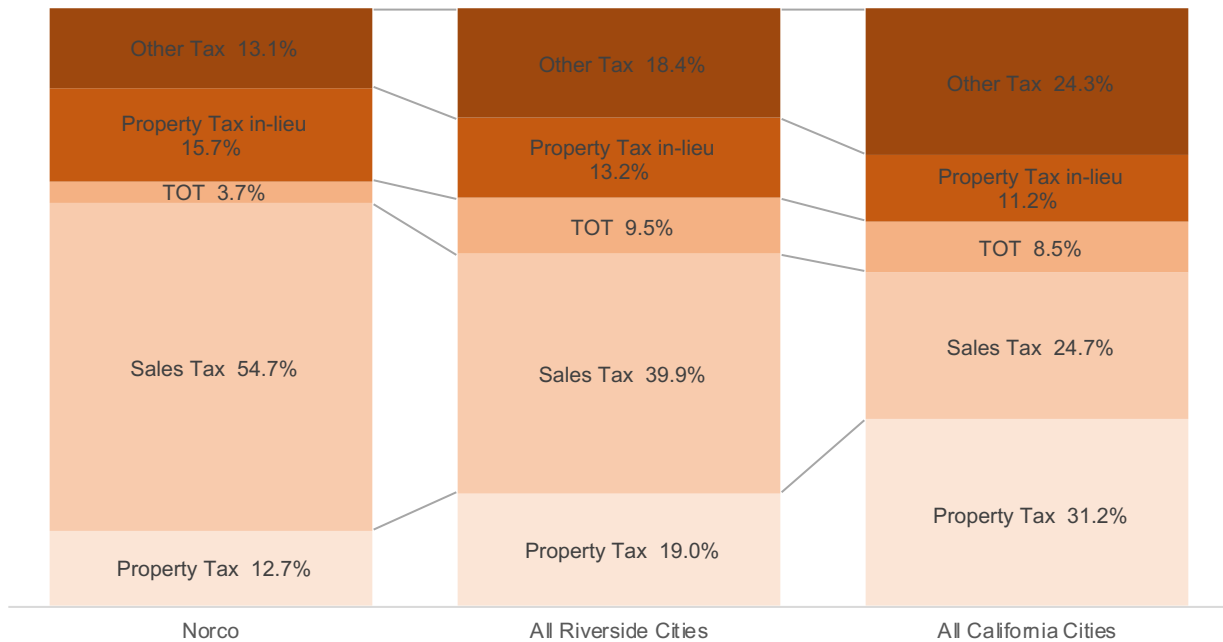 Other Tax 13.1%
Property Tax in-lieu
15.7%
TOT 3.7%
Sales Tax 54.7%
Property Tax 12.7%
Norco
Other Tax 18.4%
Property Tax in-lieu
13.2%
TOT 9.5%
Sales Tax 39.9%
Property Tax 19.0%
All Riverside Cities
Other Tax 24.3%
Property Tax in-lieu
11.2%
TOT 8.5%
Sales Tax 24.7%
Property Tax 31.2%
All California Cities